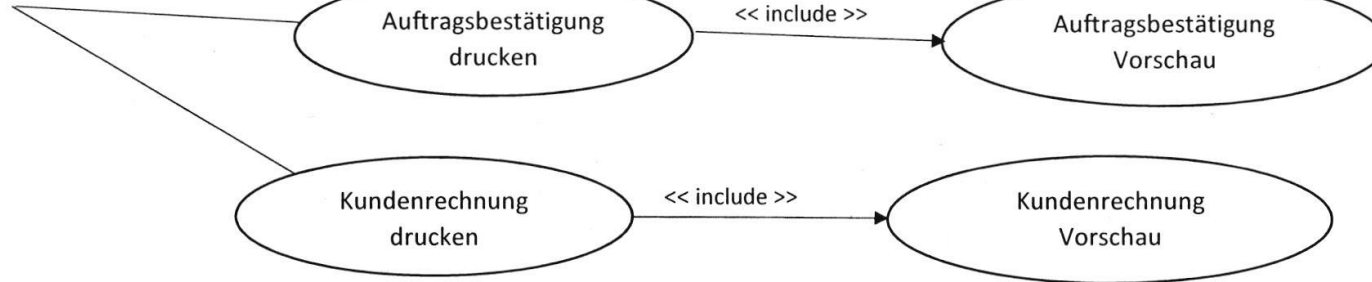 Auftragsbestätigung
drucken
<< include >>
Auftragsbestätigung
Vorschau
Kundenrechnung
drucken
<< include >>
Kundenrechnung
Vorschau